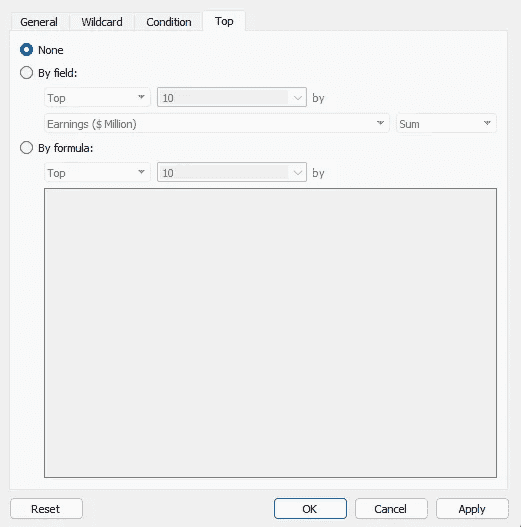 General Wildcard Condition Top
None
By field:
Top 10 by
Earnings ($ Million) Sum
By formula:
Top 10 by
Reset OK Cancel Apply